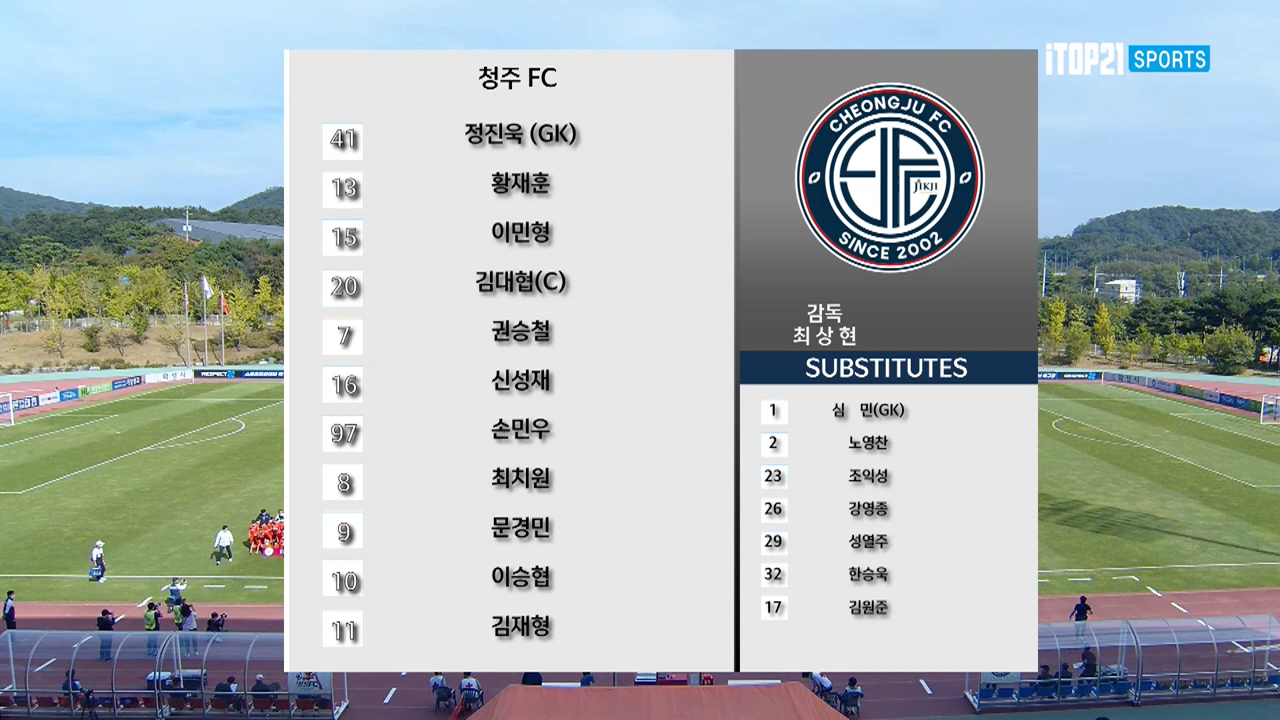 iTOP21 SPORTS
청주 FC
41 정진욱 (GK)
13 황재훈
15 이민형
20 김대협(C)
7 권승철
16 신성재
97 손민우
8 최치원
9 문경민
10 이승협
11 김재형
CHEONGJU FC
JIKJI
SINCE 2002
감독
최 상 현
SUBSTITUTES
1 심 민(GK)
2 노영찬
23 조익성
26 강영종
29 성열주
32 한승욱
17 김원준
화 성 시
RESPECT